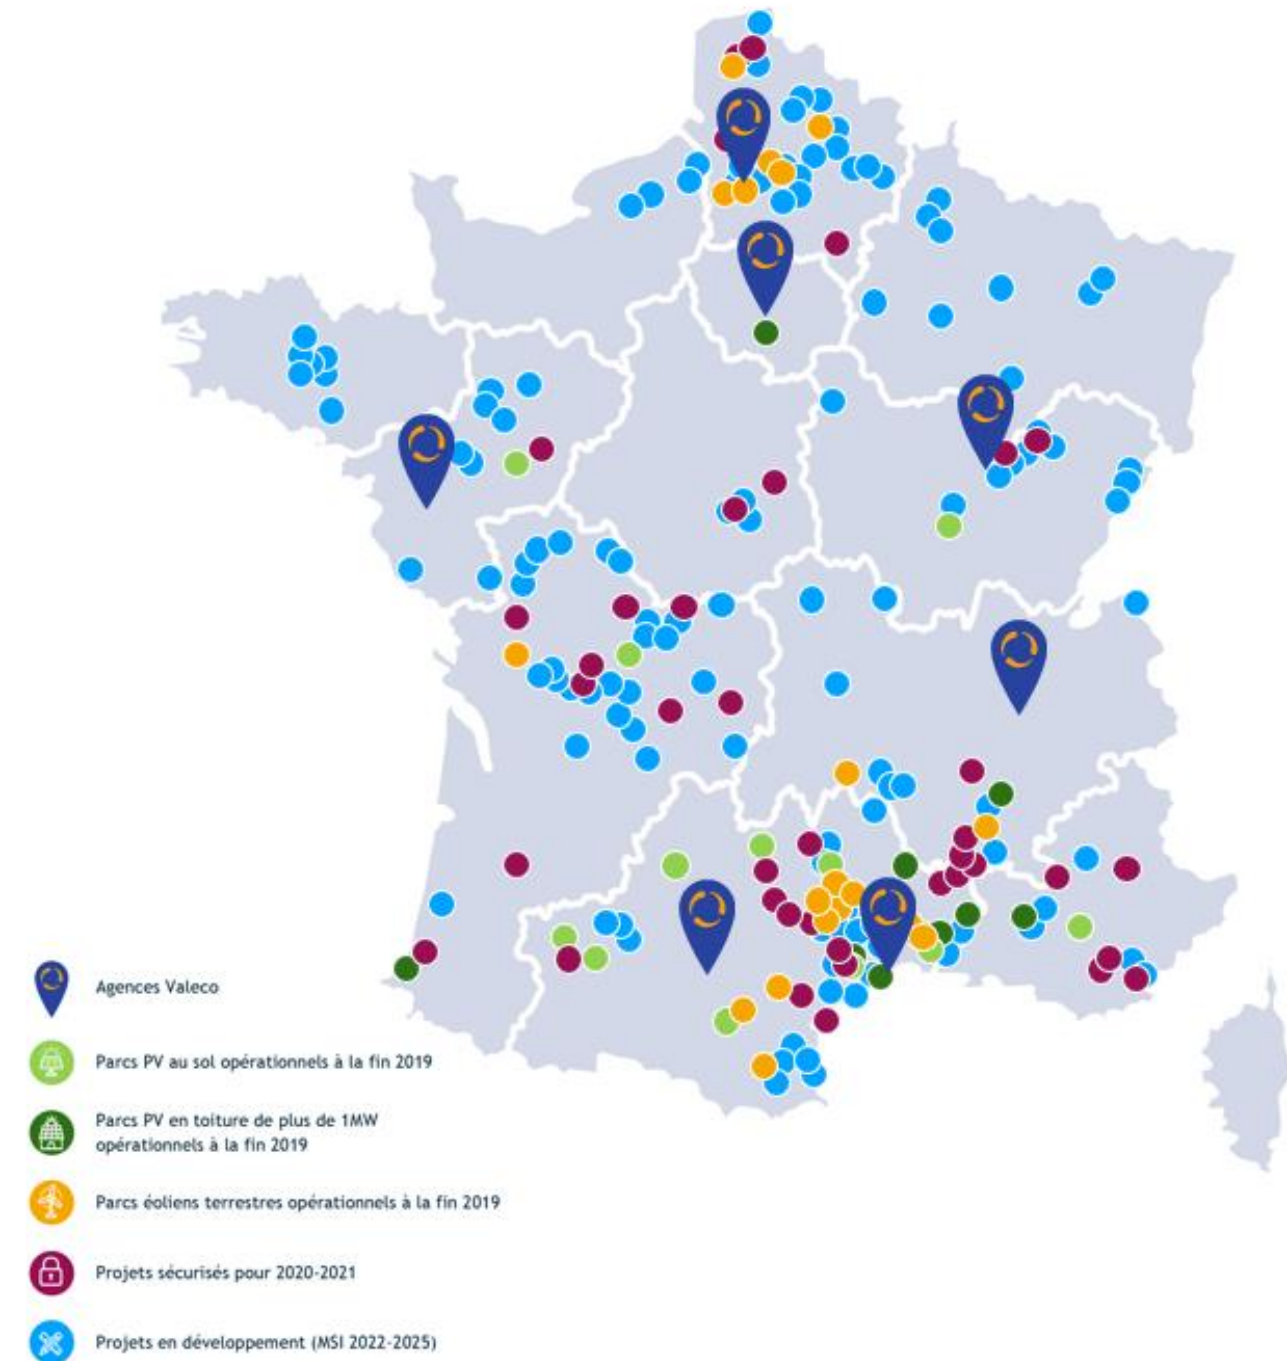 Agences Valeco
Parcs PV au sol opérationnels à la fin 2019
Parcs PV en toiture de plus de 1MW
opérationnels à la fin 2019
Parcs éoliens terrestres opérationnels à la fin 2019
Projets sécurisés pour 2020-2021
Projets en développement (MSI 2022-2025)